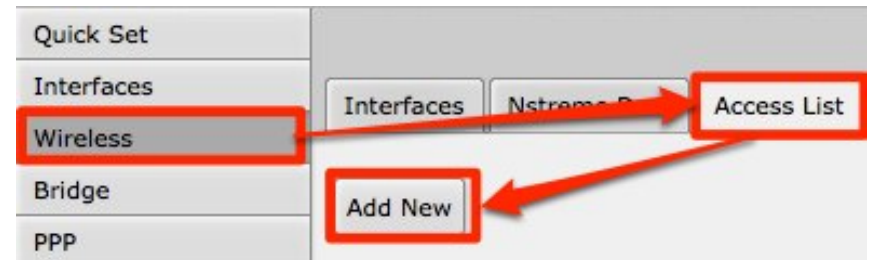 Quick Set
Interfaces
Wireless
Bridge
PPP
Interfaces Nstreme Access List
Add New